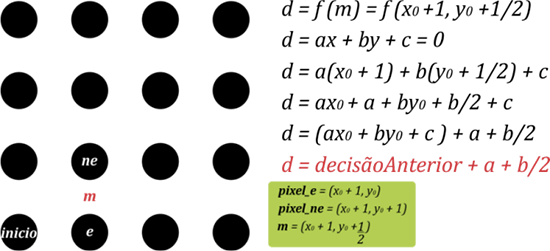 d = f (m) = f (x₀ +1, y₀ +1/2)
d = ax + by + c = 0
d = a(x₀ + 1) + b(y₀ + 1/2) + c
d = ax₀ + a + by₀ + b/2 + c
d = (ax₀ + by₀ + c ) + a + b/2
d = decisãoAnterior + a + b/2
ne
m
inicio
e
pixel_e = (x₀ + 1, y₀)
pixel_ne = (x₀ + 1, y₀ + 1)
m = (x₀ + 1, y₀ +1/2)